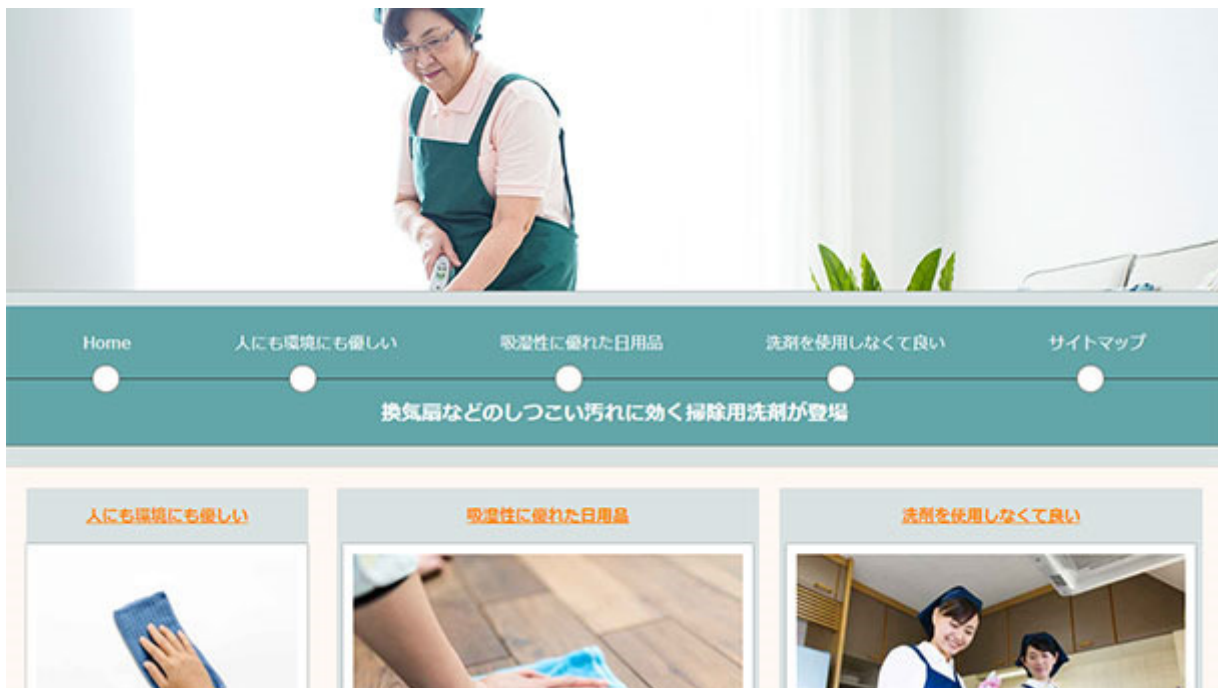 Home
人にも環境にも優しい
吸湿性に優れた日用品
洗剤を使用しなくて良い
サイトマップ
換気扇などのしつこい汚れに効く掃除用洗剤が登場
人にも環境にも優しい
吸湿性に優れた日用品
洗剤を使用しなくて良い